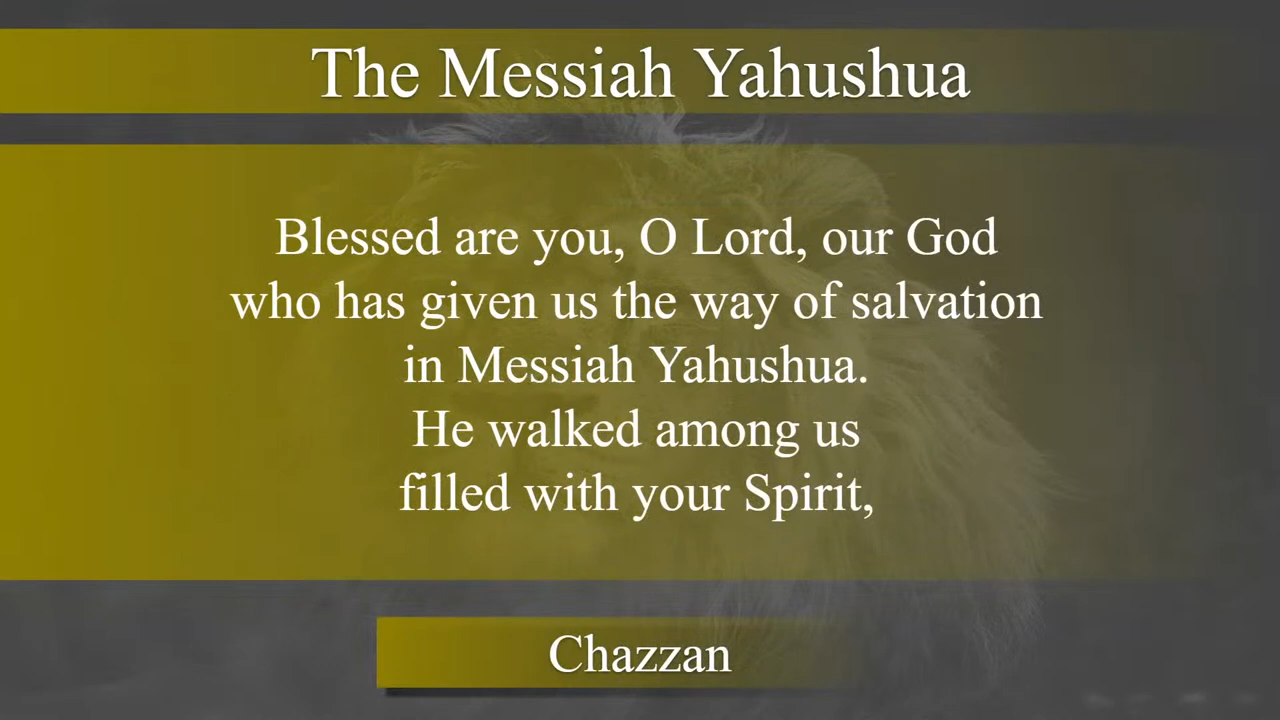 The Messiah Yahushua
Blessed are you, O Lord, our God
who has given us the way of salvation
in Messiah Yahushua.
He walked among us
filled with your Spirit,
Chazzan